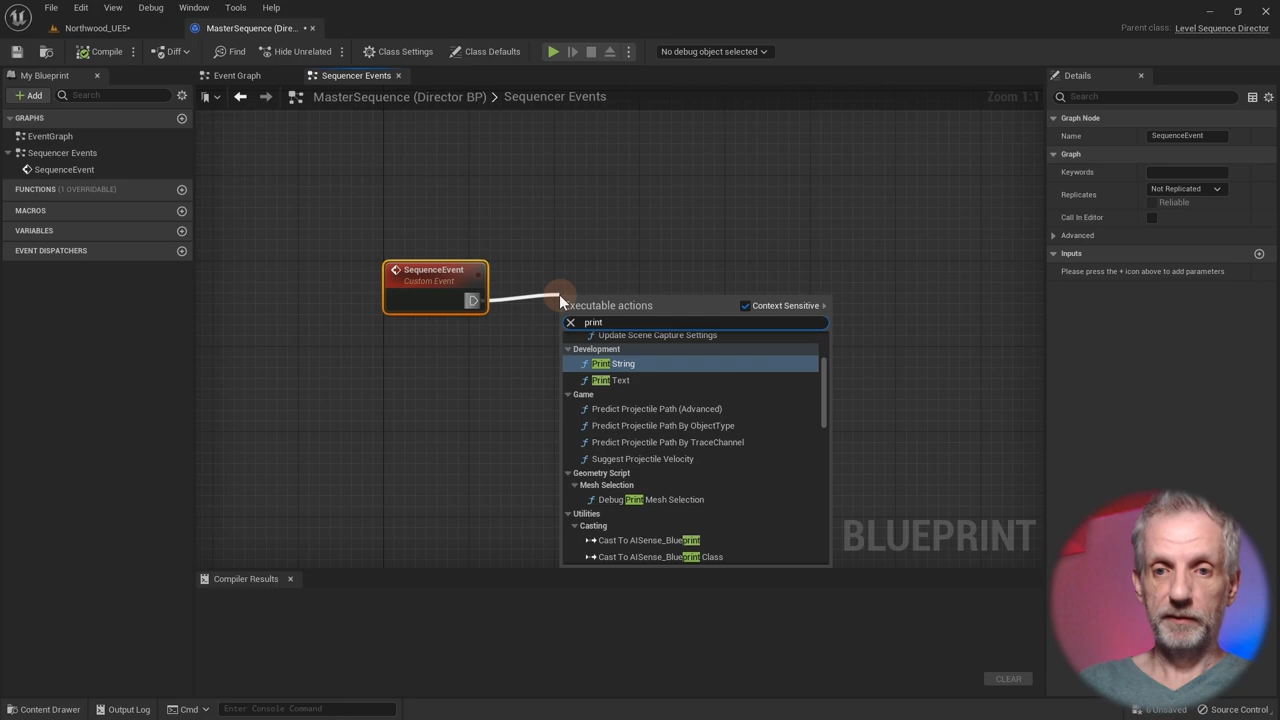 File Edit View Debug Window Tools Help
Northwood_UE5*
MasterSequence (Dire... *
Parent class: Level Sequence Director
Compile Diff Find Hide Unrelated Class Settings Class Defaults No debug object selected
My Blueprint
Event Graph
Sequencer Events
Details
Add Search
MasterSequence (Director BP) > Sequencer Events
Zoom 1:1
Search
GRAPHS
EventGraph
Sequencer Events
SequenceEvent
FUNCTIONS (1 OVERRIDABLE)
MACROS
VARIABLES
EVENT DISPATCHERS
SequenceEvent
Custom Event
Executable actions
Context Sensitive
print
Update Scene Capture Settings
Development
Print String
Print Text
Game
Predict Projectile Path (Advanced)
Predict Projectile Path By ObjectType
Predict Projectile Path By TraceChannel
Suggest Projectile Velocity
Geometry Script
Mesh Selection
Debug Print Mesh Selection
Utilities
Casting
Cast To AISense_Blueprint
Cast To AISense_Blueprint Class
BLUEPRINT
Graph Node
Name SequenceEvent
Graph
Keywords
Replicates Not Replicated
Reliable
Call In Editor
Advanced
Inputs
Please press the + icon above to add parameters
Compiler Results
CLEAR
Content Drawer Output Log Cmd Enter Console Command
Unsaved Source Control